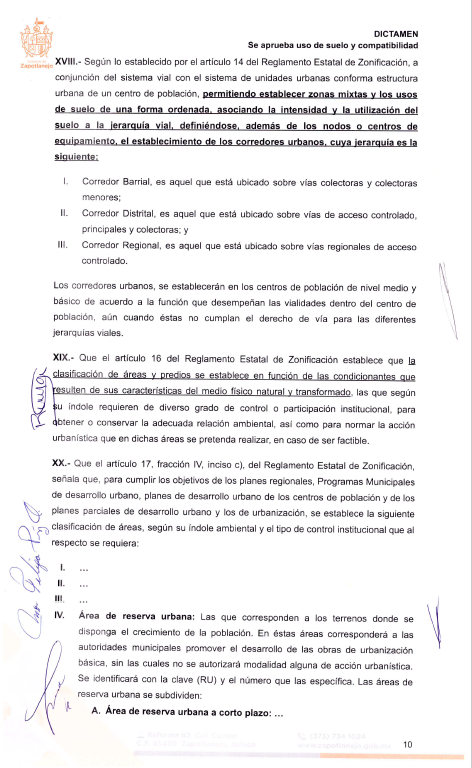 Zapotlanejo
DICTAMEN
Se aprueba uso de suelo y compatibilidad
XVIII.- Según lo establecido por el artículo 14 del Reglamento Estatal de Zonificación, a
conjunción del sistema vial con el sistema de unidades urbanas conforma estructura
urbana de un centro de población, permitiendo establecer zonas mixtas y los usos
de suelo de una forma ordenada, asociando la intensidad y la utilización del
suelo a la jerarquía vial, definiéndose, además de los nodos o centros de
equipamiento, el establecimiento de los corredores urbanos, cuya jerarquía es la
siguiente:
I. Corredor Barrial, es aquel que está ubicado sobre vías colectoras y colectoras
menores;
II. Corredor Distrital, es aquel que está ubicado sobre vías de acceso controlado,
principales y colectoras; y
III. Corredor Regional, es aquel que está ubicado sobre vías regionales de acceso
controlado.
Los corredores urbanos, se establecerán en los centros de población de nivel medio y
básico de acuerdo a la función que desempeñan las vialidades dentro del centro de
población, aún cuando éstas no cumplan el derecho de vía para las diferentes
jerarquías viales.
XIX.- Que el artículo 16 del Reglamento Estatal de Zonificación establece que la
clasificación de áreas y predios se establece en función de las condicionantes que
resulten de sus características del medio físico natural y transformado, las que según
su índole requieren de diverso grado de control o participación institucional, para
obtener o conservar la adecuada relación ambiental, así como para normar la acción
urbanística que en dichas áreas se pretenda realizar, en caso de ser factible.
XX.- Que el artículo 17, fracción IV, inciso c), del Reglamento Estatal de Zonificación,
señala que, para cumplir los objetivos de los planes regionales, Programas Municipales
de desarrollo urbano, planes de desarrollo urbano de los centros de población y de los
planes parciales de desarrollo urbano y los de urbanización, se establece la siguiente
clasificación de áreas, según su índole ambiental y el tipo de control institucional que al
respecto se requiera:
I. ...
II. ...
III. ...
IV. Área de reserva urbana: Las que corresponden a los terrenos donde se
disponga el crecimiento de la población. En éstas áreas corresponderá a las
autoridades municipales promover el desarrollo de las obras de urbanización
básica, sin las cuales no se autorizará modalidad alguna de acción urbanística.
Se identificará con la clave (RU) y el número que las específica. Las áreas de
reserva urbana se subdividen:
A. Área de reserva urbana a corto plazo: ...
10